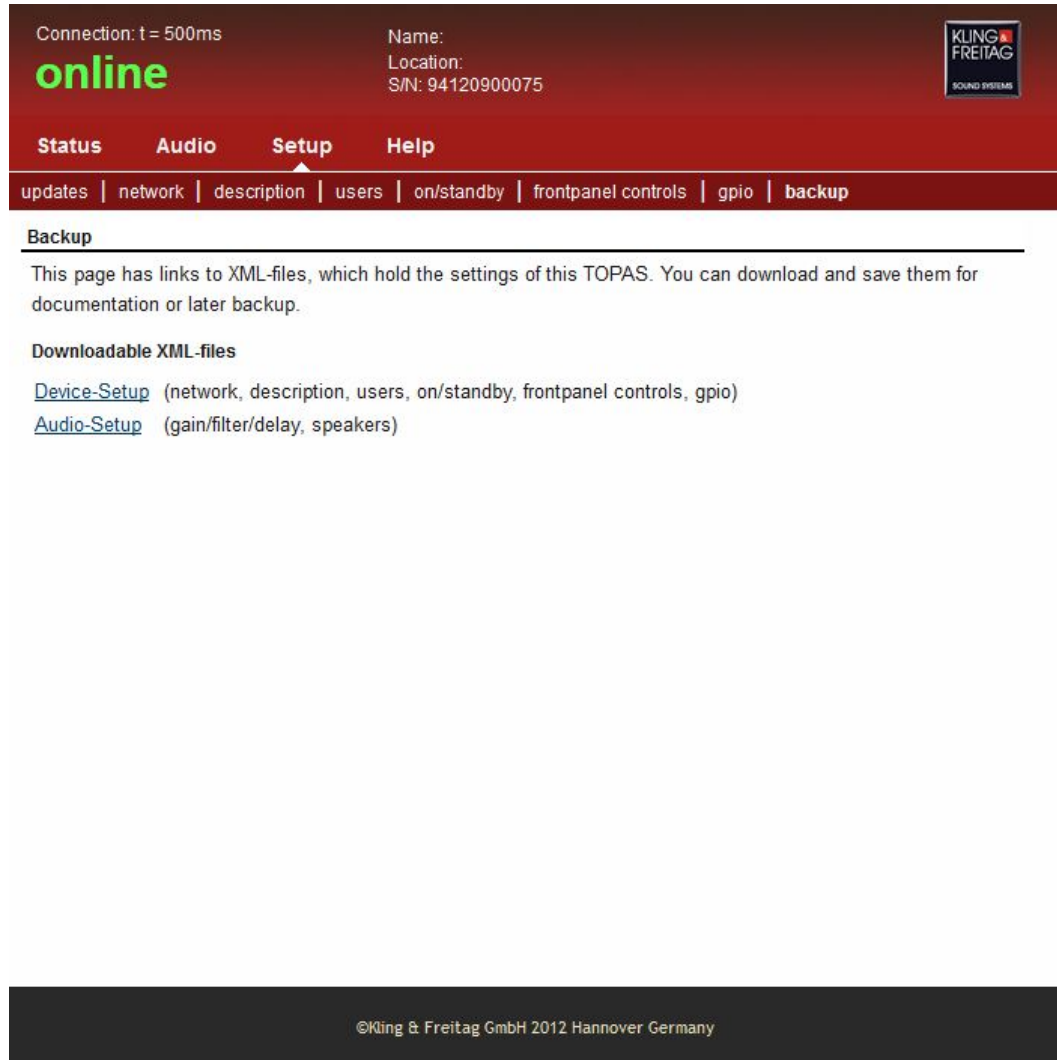 Connection: t = 500ms
online
Name:
Location:
S/N: 94120900075
KLING&
FREITAG
SOUND SYSTEMS
Status Audio Setup Help
updates | network | description | users | on/standby | frontpanel controls | gpio | backup
Backup
This page has links to XML-files, which hold the settings of this TOPAS. You can download and save them for
documentation or later backup.
Downloadable XML-files
Device-Setup (network, description, users, on/standby, frontpanel controls, gpio)
Audio-Setup (gain/filter/delay, speakers)
©Kling & Freitag GmbH 2012 Hannover Germany